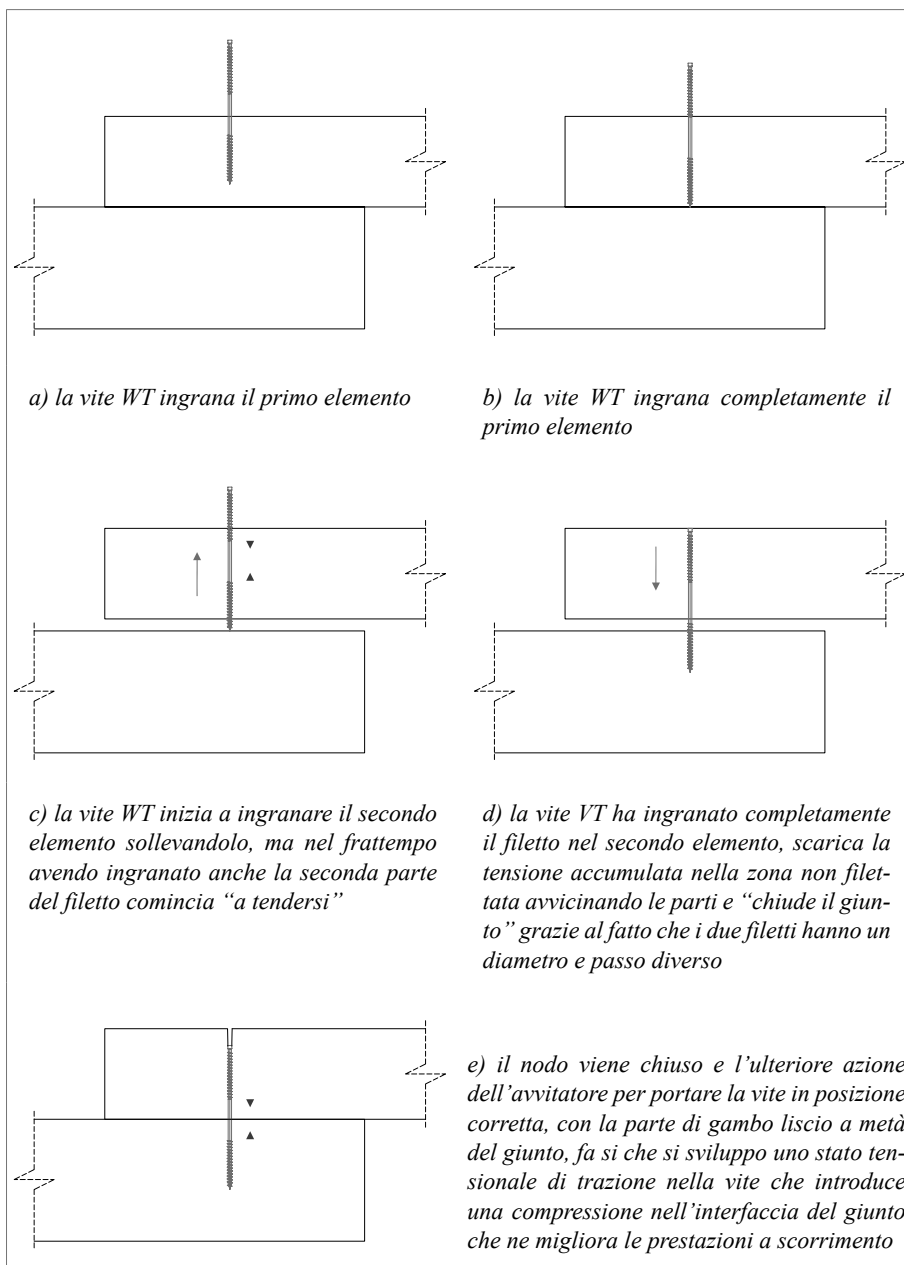 a) la vite WT ingrana il primo elemento
b) la vite WT ingrana completamente il
primo elemento
c) la vite WT inizia a ingranare il secondo
elemento sollevandolo, ma nel frattempo
avendo ingranato anche la seconda parte
del filetto comincia “a tendersi”
d) la vite VT ha ingranato completamente
il filetto nel secondo elemento, scarica la
tensione accumulata nella zona non filet-
tata avvicinando le parti e “chiude il giun-
to” grazie al fatto che i due filetti hanno un
diametro e passo diverso
e) il nodo viene chiuso e l’ulteriore azione
dell’avvitatore per portare la vite in posizione
corretta, con la parte di gambo liscio a metà
del giunto, fa si che si sviluppo uno stato ten-
sionale di trazione nella vite che introduce
una compressione nell’interfaccia del giunto
che ne migliora le prestazioni a scorrimento